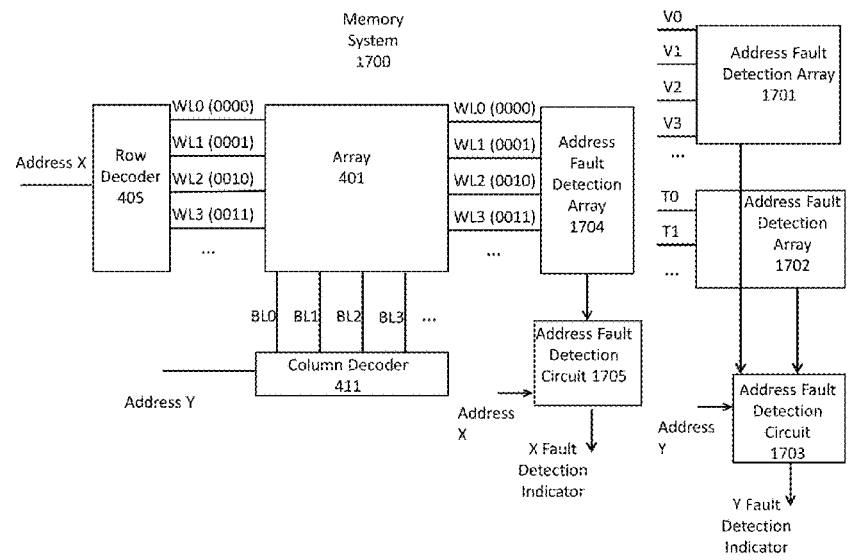 Memory
System
1700
Address X
Row
Decoder
405
WL0 (0000)
WL1 (0001)
WL2 (0010)
WL3 (0011)
...
Array
401
WL0 (0000)
WL1 (0001)
WL2 (0010)
WL3 (0011)
...
Address
Fault
Detection
Array
1704
V0
V1
V2
V3
...
Address Fault
Detection Array
1701
T0
T1
...
Address Fault
Detection
Array
1702
BL0
BL1
BL2
BL3
...
Address Y
Column Decoder
411
Address Fault
Detection
Circuit 1705
Address
X
X Fault
Detection
Indicator
Address Fault
Detection
Circuit
1703
Address
Y
Y Fault
Detection
Indicator